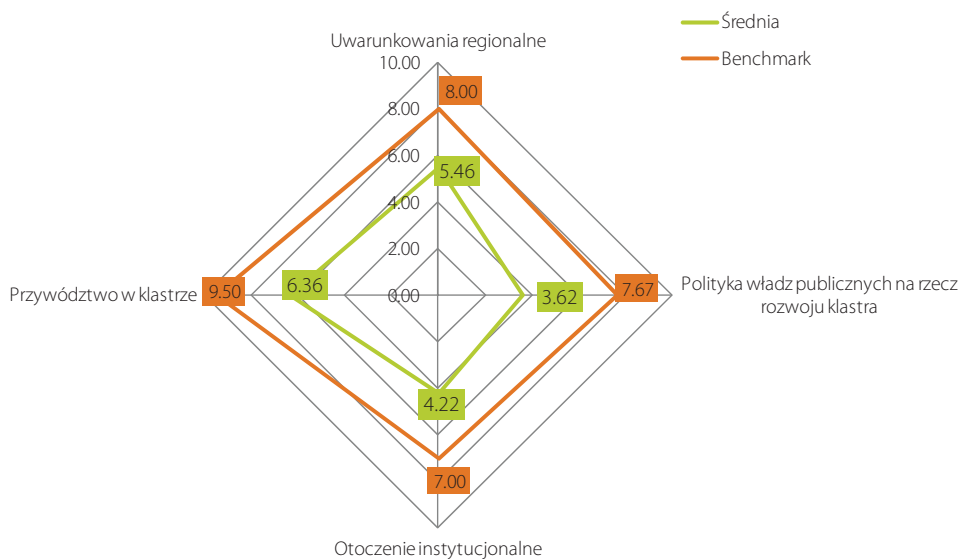 Średnia
Uwarunkowania regionalne
Benchmark
10.00
8.00
8.00
6.00
5.46
4.00
2.00
Przywództwo w klastrze
9.50
6.36
0.00
3.62
7.67
Polityka władz publicznych na rzecz
rozwoju klastra
4.22
7.00
Otoczenie instytucjonalne